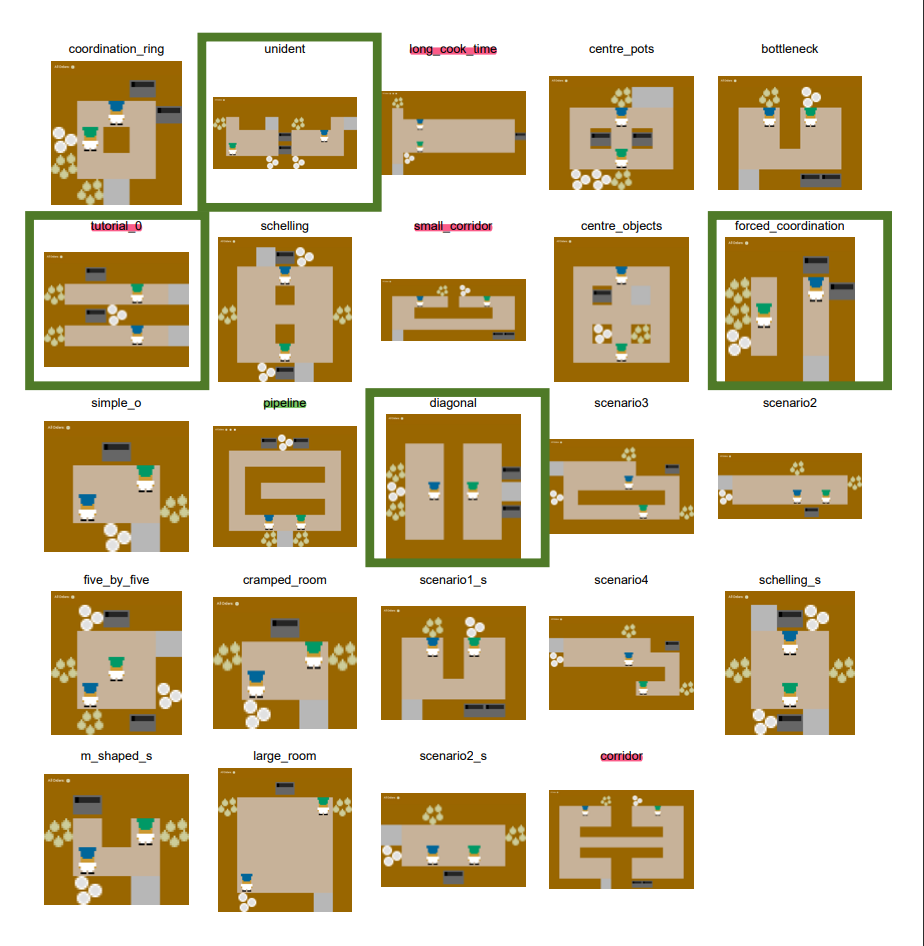 coordination_ring
unident
long_cook_time
centre_pots
bottleneck
tutorial_0
schelling
small_corridor
centre_objects
forced_coordination
simple_o
pipeline
diagonal
scenario3
scenario2
five_by_five
cramped_room
scenario1_s
scenario4
schelling_s
m_shaped_s
large_room
scenario2_s
corridor